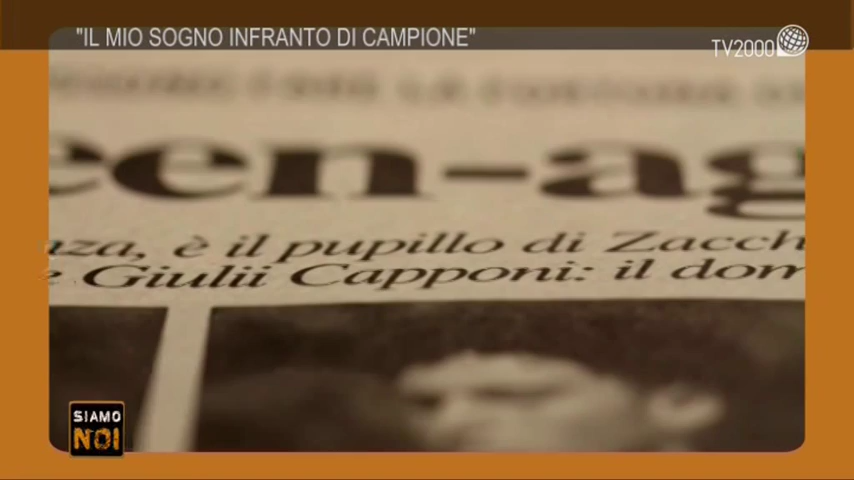 "IL MIO SOGNO INFRANTO DI CAMPIONE"
TV2000
een-ag
nza, è il pupillo di Zacch
e Giulii Capponi: il dom
SIAMO
NOI